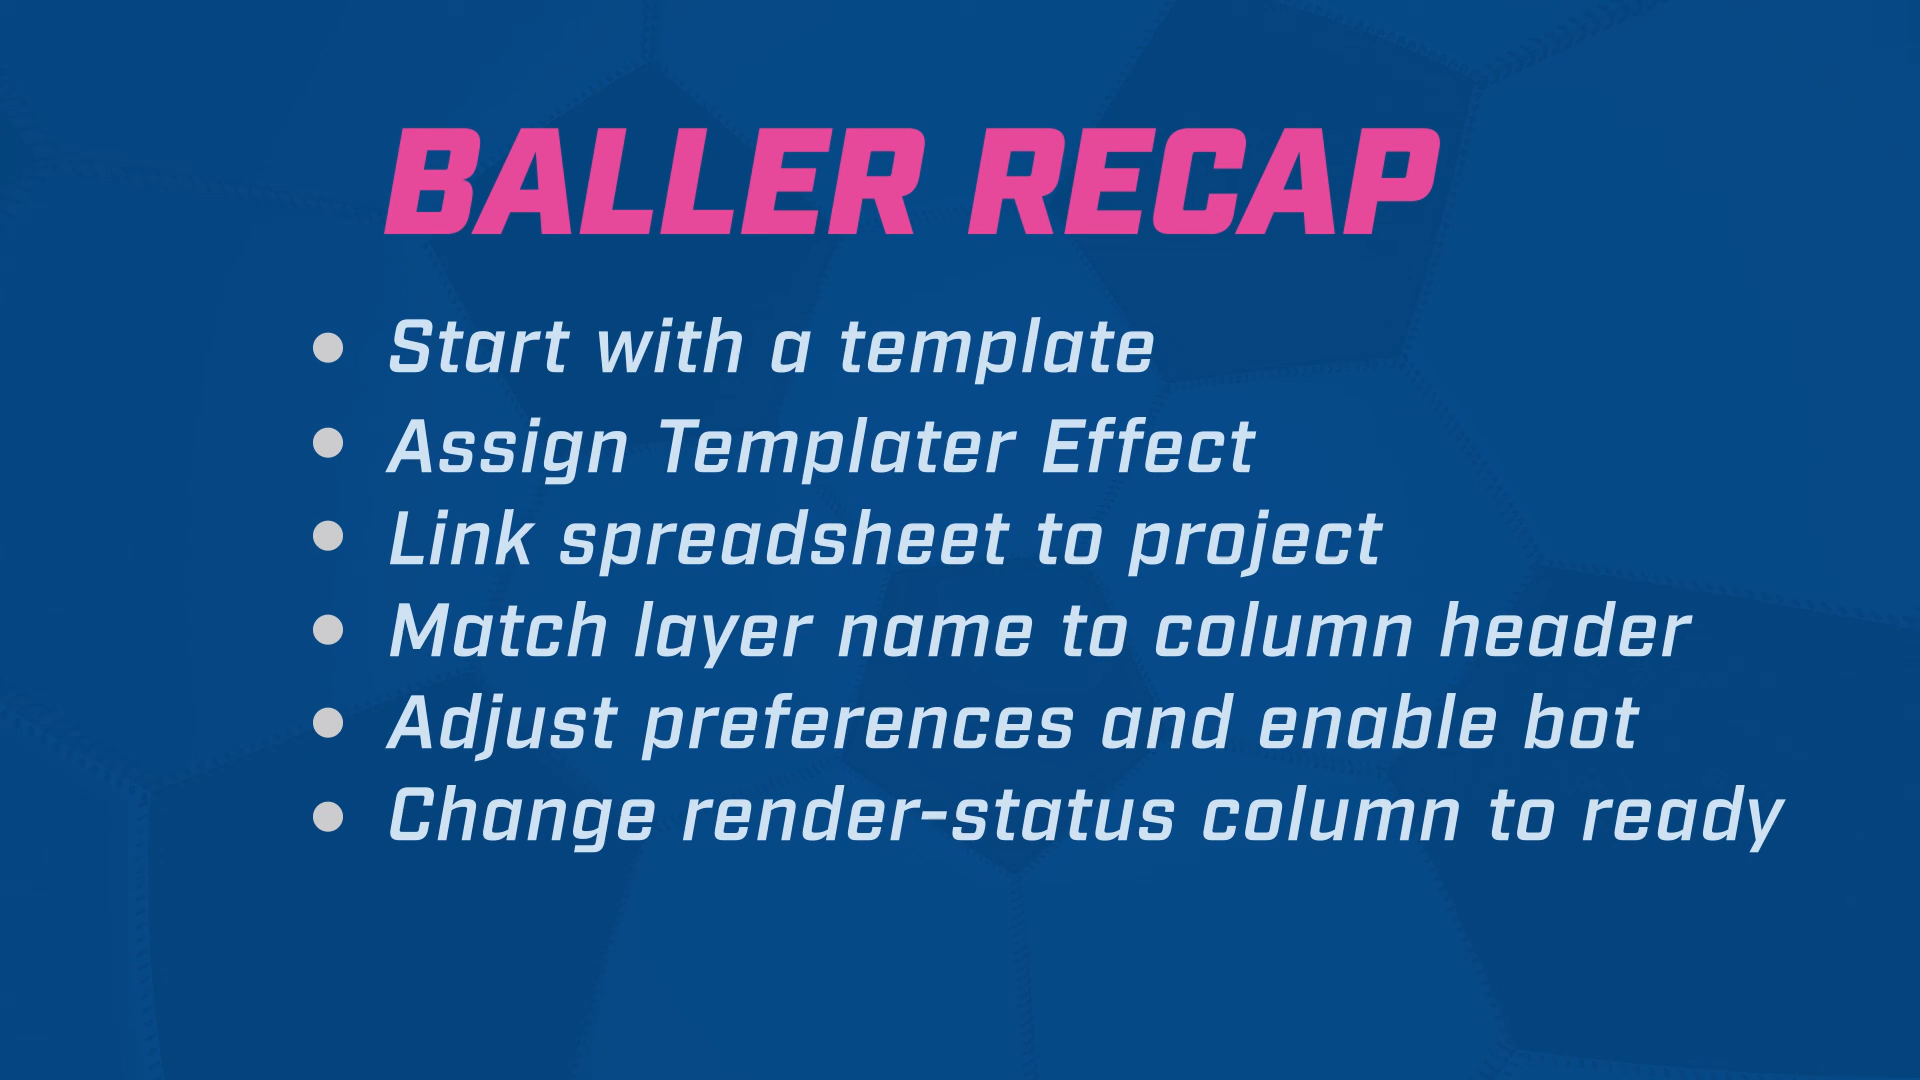 BALLER RECAP
• Start with a template
• Assign Templater Effect
• Link spreadsheet to project
• Match layer name to column header
• Adjust preferences and enable bot
• Change render-status column to ready